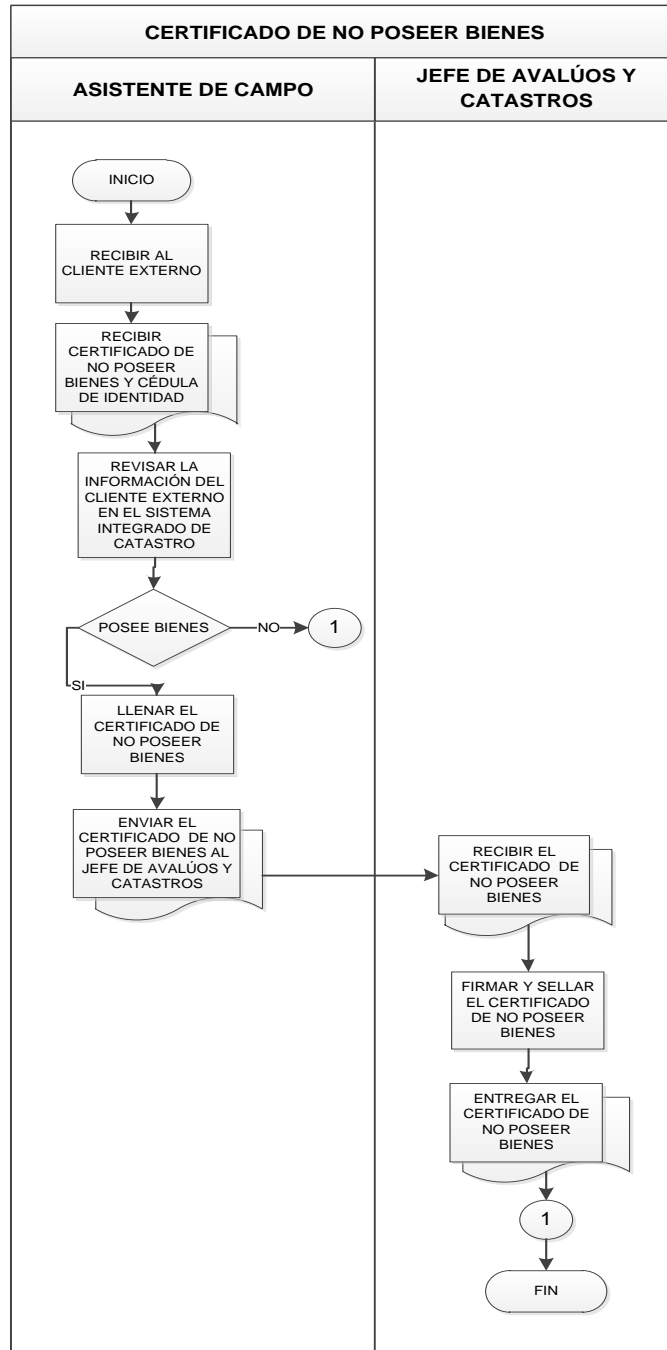 CERTIFICADO DE NO POSEER BIENES
ASISTENTE DE CAMPO
JEFE DE AVALÚOS Y
CATASTROS
INICIO
RECIBIR AL
CLIENTE EXTERNO
RECIBIR
CERTIFICADO DE
NO POSEER
BIENES Y CÉDULA
DE IDENTIDAD
REVISAR LA
INFORMACIÓN DEL
CLIENTE EXTERNO
EN EL SISTEMA
INTEGRADO DE
CATASTRO
POSEE BIENES
NO
1
SI
LLENAR EL
CERTIFICADO DE
NO POSEER
BIENES
ENVIAR EL
CERTIFICADO DE NO
POSEER BIENES AL
JEFE DE AVALÚOS Y
CATASTROS
RECIBIR EL
CERTIFICADO DE
NO POSEER
BIENES
FIRMAR Y SELLAR
EL CERTIFICADO
DE NO POSEER
BIENES
ENTREGAR EL
CERTIFICADO DE
NO POSEER
BIENES
1
FIN